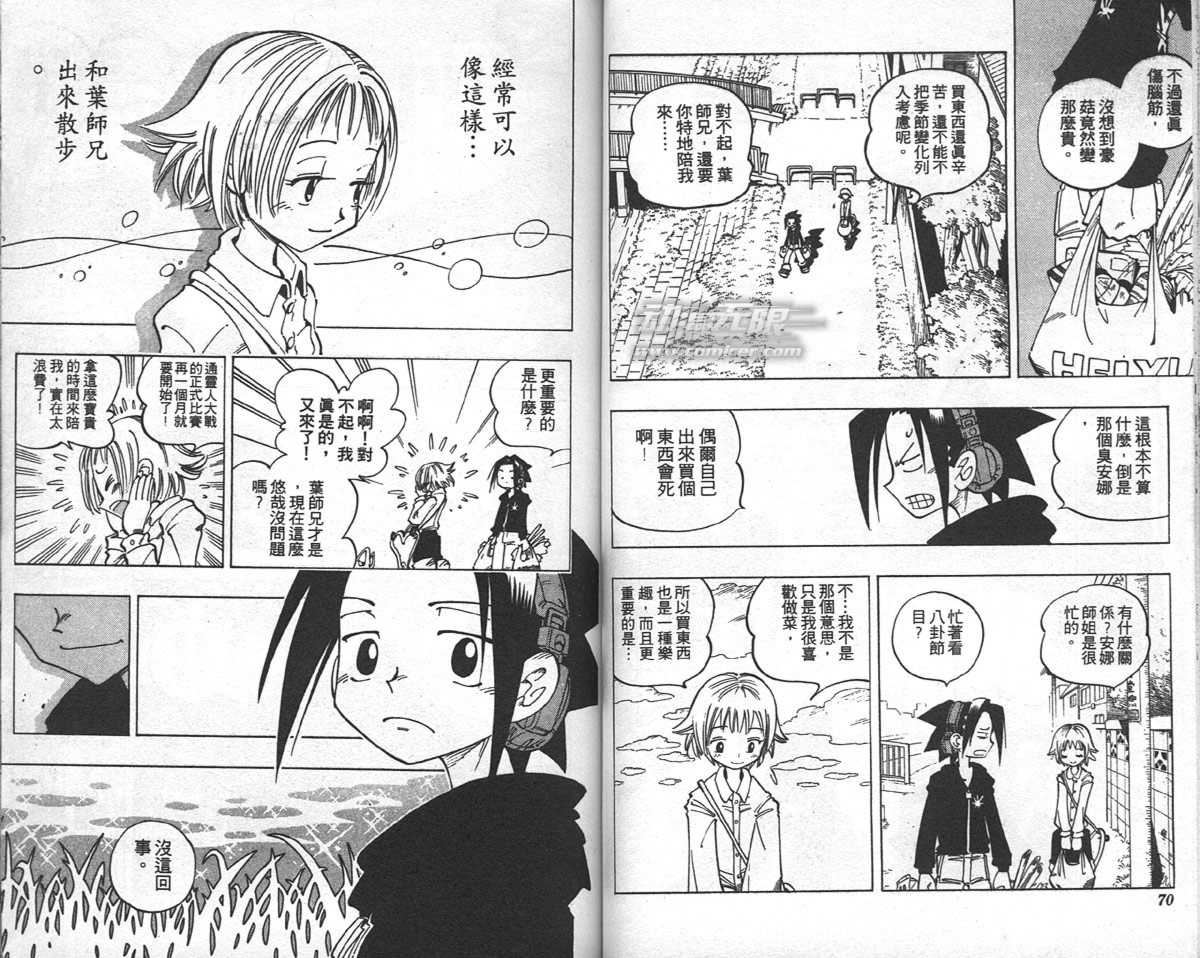 不過還眞
傷腦筋，
沒想到豪
菇竟然變
那麼貴。
HEIYU
買東西還眞辛
苦，還不能不
把季節變化列
入考慮呢。
對不起，葉
師兄，還要
你特地陪我
來……
动漫无限
www.comicer.com
這根本不算
什麼，倒是
那個臭安娜
，
偶爾自己
出來買個
東西會死
啊！
有什麼關
係？安娜
師姐是很
忙的。
忙著看
八卦節
目？
不…我不是
那個意思，
只是我很喜
歡做菜，
所以買東西
也是一種樂
趣，而且更
重要的是…
70
經常可以
像這樣…
和葉師兄
出來散步
。
更重要的
是什麼？
啊啊！對
不起，我
眞是的，
又來了！
葉師兄才是
，現在這麼
悠哉沒問題
嗎？
通靈人大戰
的正式比賽
再一個月就
要開始了！
拿這麼寶貴
的時間來陪
我，實在太
浪費了！
沒這回
事。